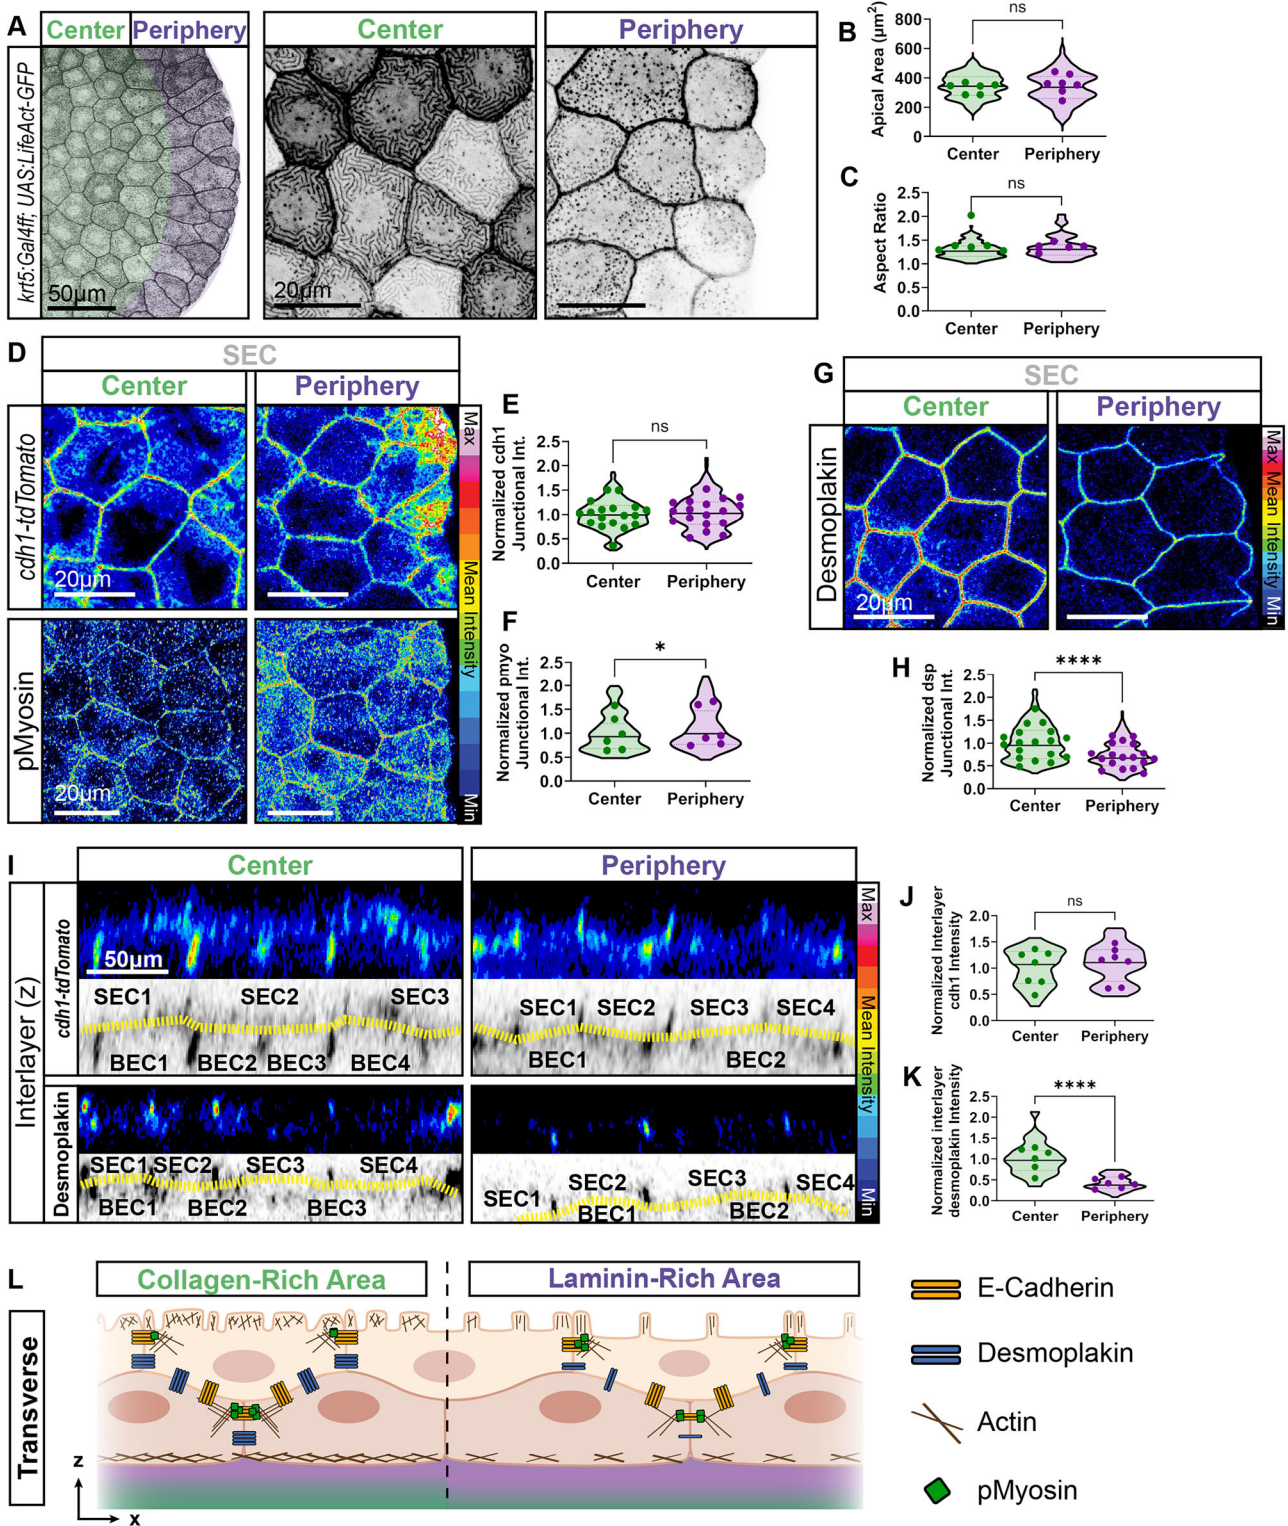 A
Center
Periphery
krt5:Gal4ff; UAS:LifeAct-GFP
50µm
Center
20µm
Periphery
B
Apical Area (µm²)
800
600
400
200
0
ns
Center
Periphery
C
Aspect Ratio
2.5
2.0
1.5
1.0
0.5
0.0
ns
Center
Periphery
D
SEC
Center
Periphery
cdh1-tdTomato
20µm
pMyosin
20µm
Max
Mean Intensity
Min
E
Normalized cdh1
Junctional Int.
2.5
2.0
1.5
1.0
0.5
0.0
ns
Center
Periphery
F
Normalized pmyo
Junctional Int.
2.5
2.0
1.5
1.0
0.5
0.0
*
Center
Periphery
G
SEC
Center
Periphery
Desmoplakin
20µm
Max
Mean Intensity
Min
H
Normalized dsp
Junctional Int.
2.5
2.0
1.5
1.0
0.5
0.0
****
Center
Periphery
I
Center
Periphery
Interlayer (z)
cdh1-tdTomato
50µm
SEC1
SEC2
SEC3
BEC1
BEC2
BEC3
BEC4
SEC1
SEC2
SEC3
SEC4
BEC1
BEC2
Desmoplakin
SEC1
SEC2
SEC3
SEC4
BEC1
BEC2
BEC3
SEC1
SEC2
SEC3
SEC4
BEC1
BEC2
Max
Mean Intensity
Min
J
Normalized Interlayer
cdh1 Intensity
2.0
1.5
1.0
0.5
0.0
ns
Center
Periphery
K
Normalized interlayer
desmoplakin Intensity
2.5
2.0
1.5
1.0
0.5
0.0
****
Center
Periphery
L
Collagen-Rich Area
Laminin-Rich Area
Transverse
z
x
E-Cadherin
Desmoplakin
Actin
pMyosin